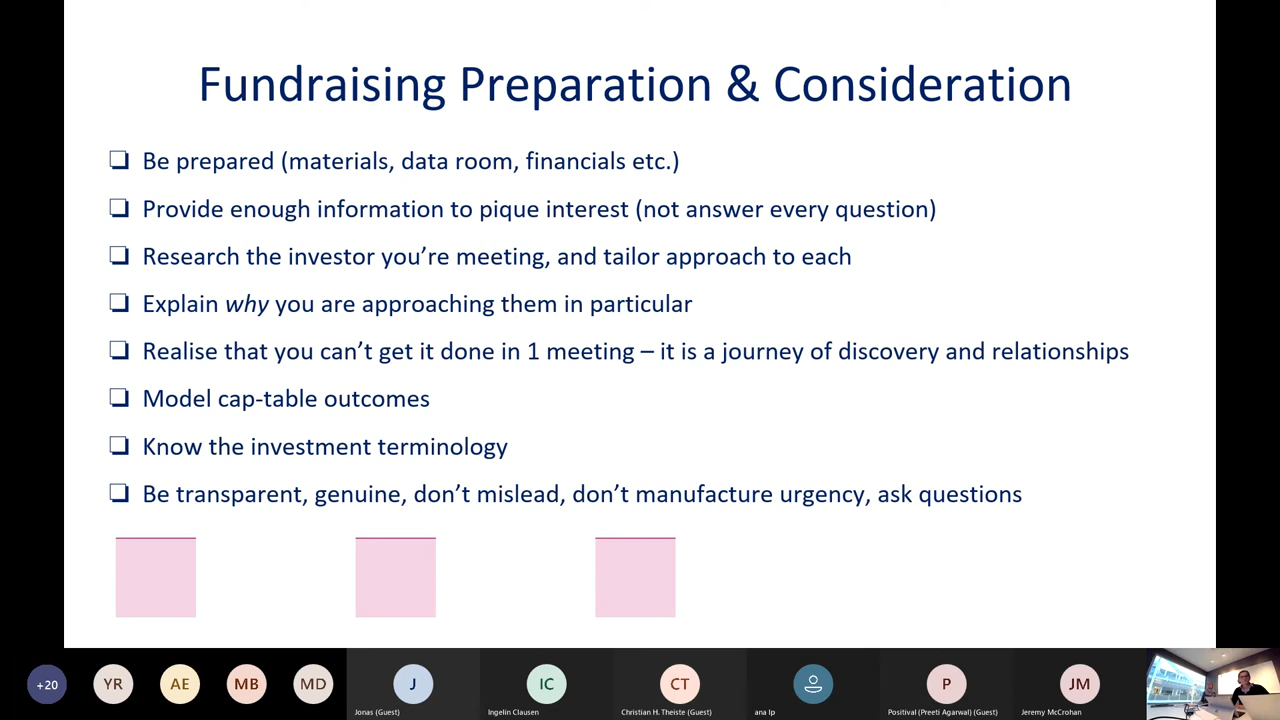 Fundraising Preparation & Consideration
❏ Be prepared (materials, data room, financials etc.)
❏ Provide enough information to pique interest (not answer every question)
❏ Research the investor you’re meeting, and tailor approach to each
❏ Explain why you are approaching them in particular
❏ Realise that you can’t get it done in 1 meeting – it is a journey of discovery and relationships
❏ Model cap-table outcomes
❏ Know the investment terminology
❏ Be transparent, genuine, don’t mislead, don’t manufacture urgency, ask questions
+20 YR AE MB MD J IC CT P JM
Jonas (Guest) Ingelin Clausen Christian H. Theiste (Guest) ana Ip Positival (Preeti Agarwal) (Guest) Jeremy McCrohan